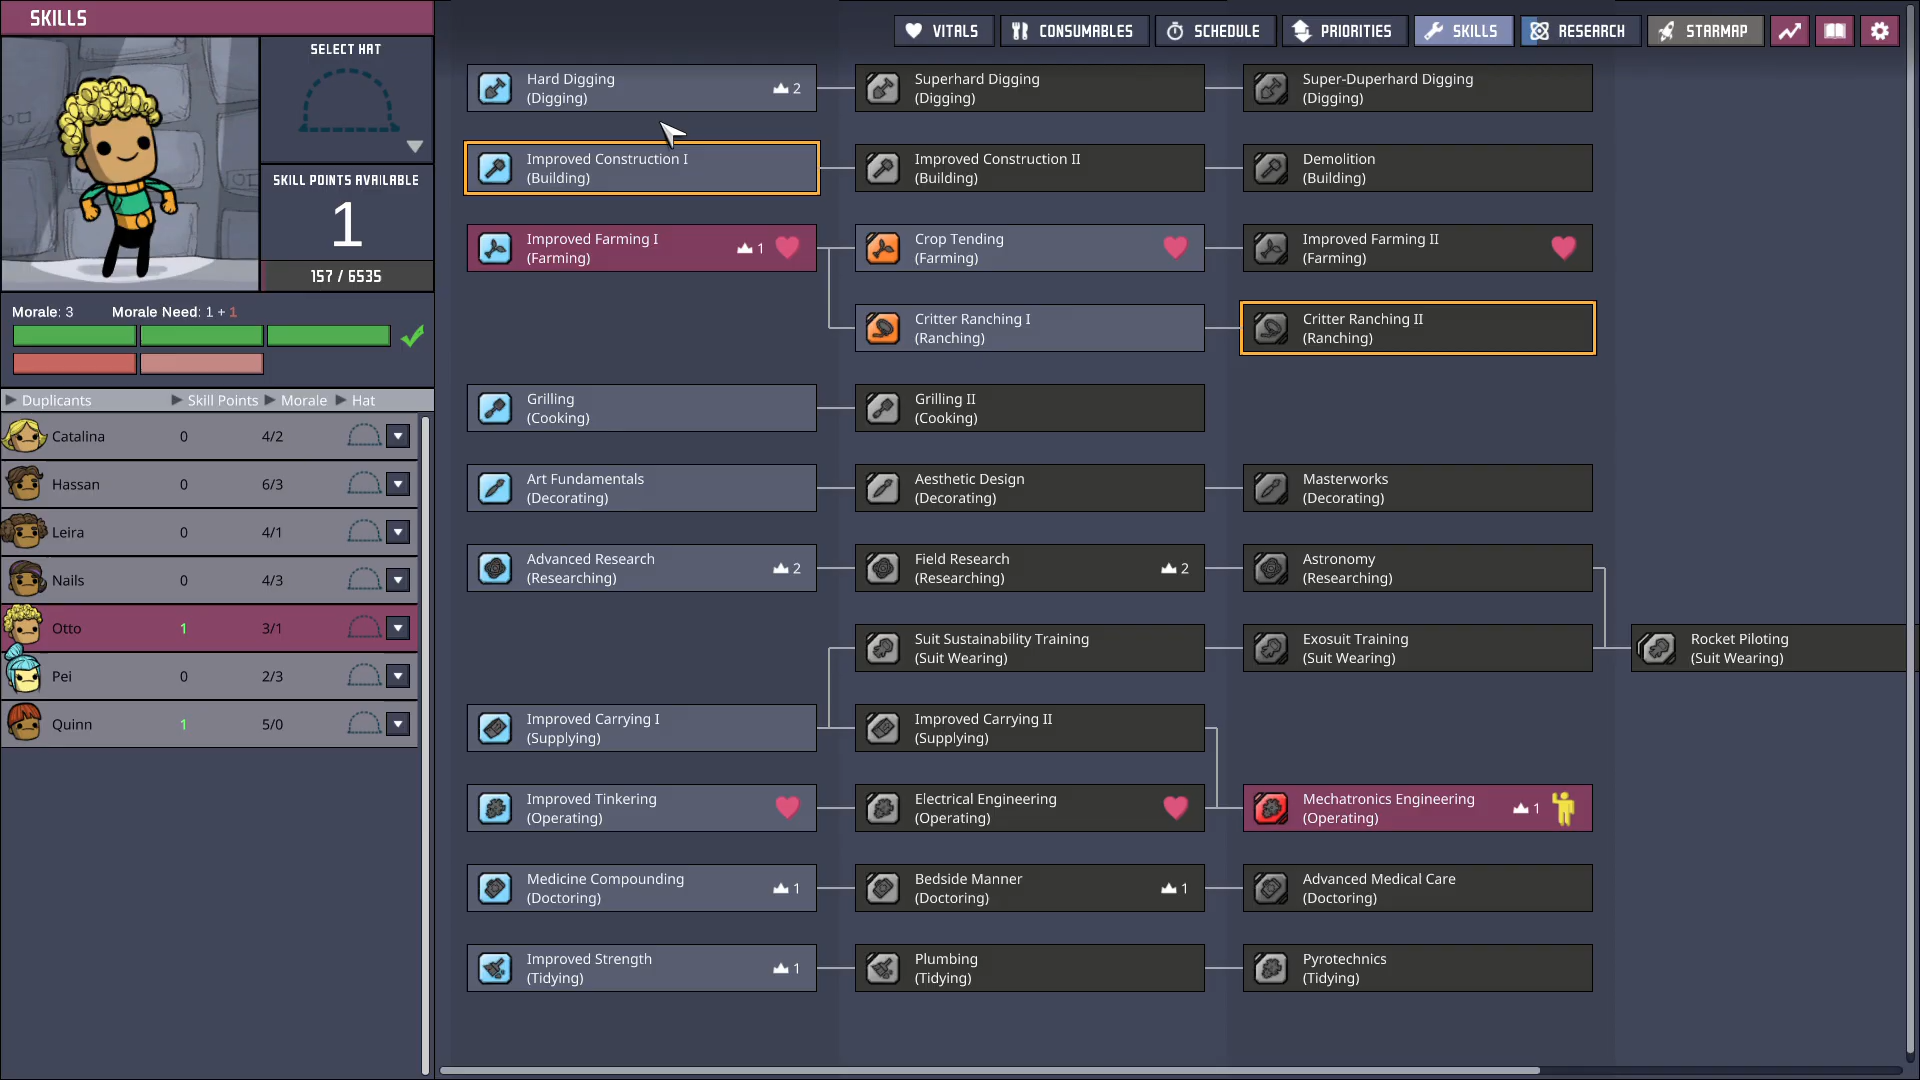 SKILLS
VITALS
CONSUMABLES
SCHEDULE
PRIORITIES
SKILLS
RESEARCH
STARMAP
SELECT HAT
SKILL POINTS AVAILABLE
1
157 / 6535
Morale: 3
Morale Need: 1 + 1
Duplicants Skill Points Morale Hat
Catalina 0 4/2
Hassan 0 6/3
Leira 0 4/1
Nails 0 4/3
Otto 1 3/1
Pei 0 2/3
Quinn 1 5/0
Hard Digging
(Digging)
2
Superhard Digging
(Digging)
Super-Duperhard Digging
(Digging)
Improved Construction I
(Building)
Improved Construction II
(Building)
Demolition
(Building)
Improved Farming I
(Farming)
1
Crop Tending
(Farming)
Improved Farming II
(Farming)
Critter Ranching I
(Ranching)
Critter Ranching II
(Ranching)
Grilling
(Cooking)
Grilling II
(Cooking)
Art Fundamentals
(Decorating)
Aesthetic Design
(Decorating)
Masterworks
(Decorating)
Advanced Research
(Researching)
2
Field Research
(Researching)
2
Astronomy
(Researching)
Suit Sustainability Training
(Suit Wearing)
Exosuit Training
(Suit Wearing)
Rocket Piloting
(Suit Wearing)
Improved Carrying I
(Supplying)
Improved Carrying II
(Supplying)
Improved Tinkering
(Operating)
Electrical Engineering
(Operating)
Mechatronics Engineering
(Operating)
1
Medicine Compounding
(Doctoring)
1
Bedside Manner
(Doctoring)
1
Advanced Medical Care
(Doctoring)
Improved Strength
(Tidying)
1
Plumbing
(Tidying)
Pyrotechnics
(Tidying)